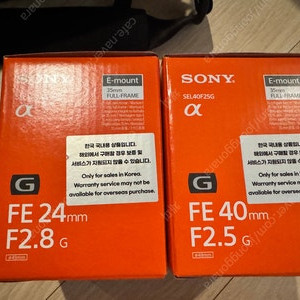 SONY
E-mount
35mm
FULL-FRAME
α
한국 국내용 상품입니다.
해외에서 구매할 경우 보증 및
서비스가 지원되지 않을 수 있습니다.
Only for sales in Korea.
Warranty service may not be
available for overseas purchase.
G
FE 24mm
F2.8 G
SONY
SEL40F25G
E-mount
35mm
FULL-FRAME
α
한국 국내용 상품입니다.
해외에서 구매할 경우 보증 및
서비스가 지원되지 않을 수 있습니다.
Only for sales in Korea.
Warranty service may not be
available for overseas purchase.
G
FE 40mm
F2.5 G